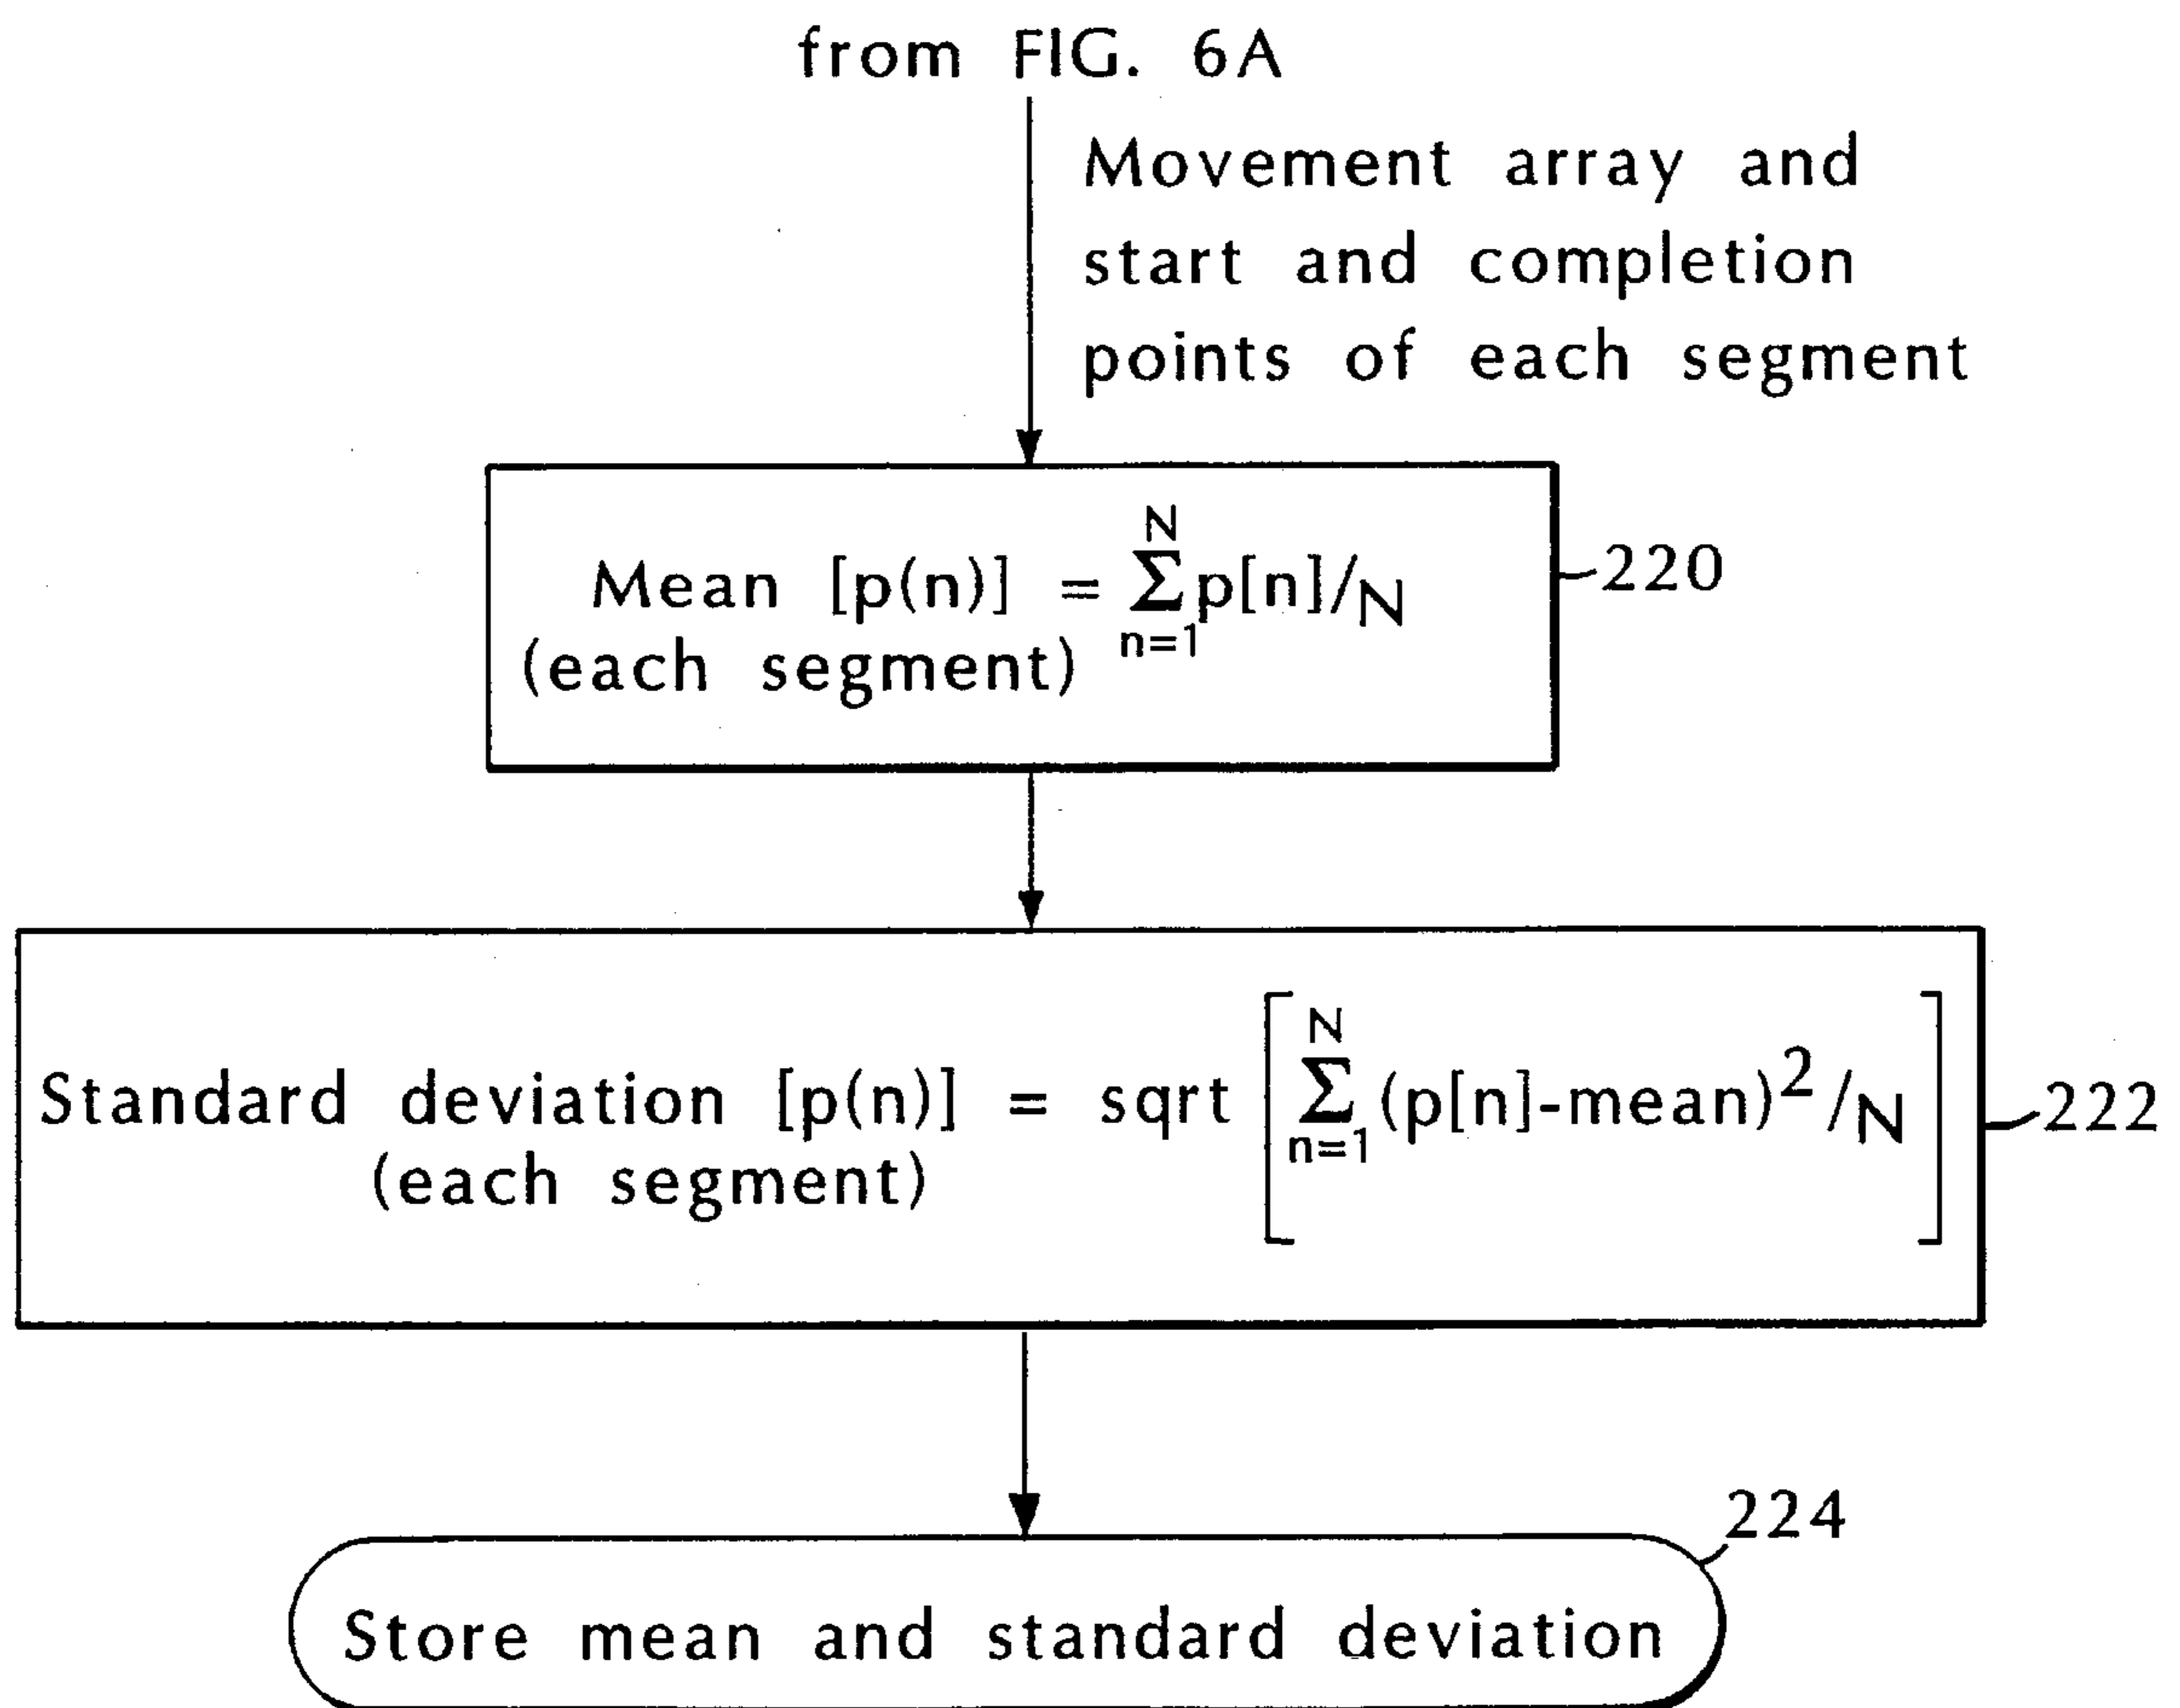 from FIG. 6A
Movement array and
start and completion
points of each segment
N
Mean [p(n)] = Σ p[n]/N
n=1
(each segment)
220
N
Standard deviation [p(n)] = sqrt [ Σ (p[n]-mean)² /N ]
n=1
(each segment)
222
224
Store mean and standard deviation